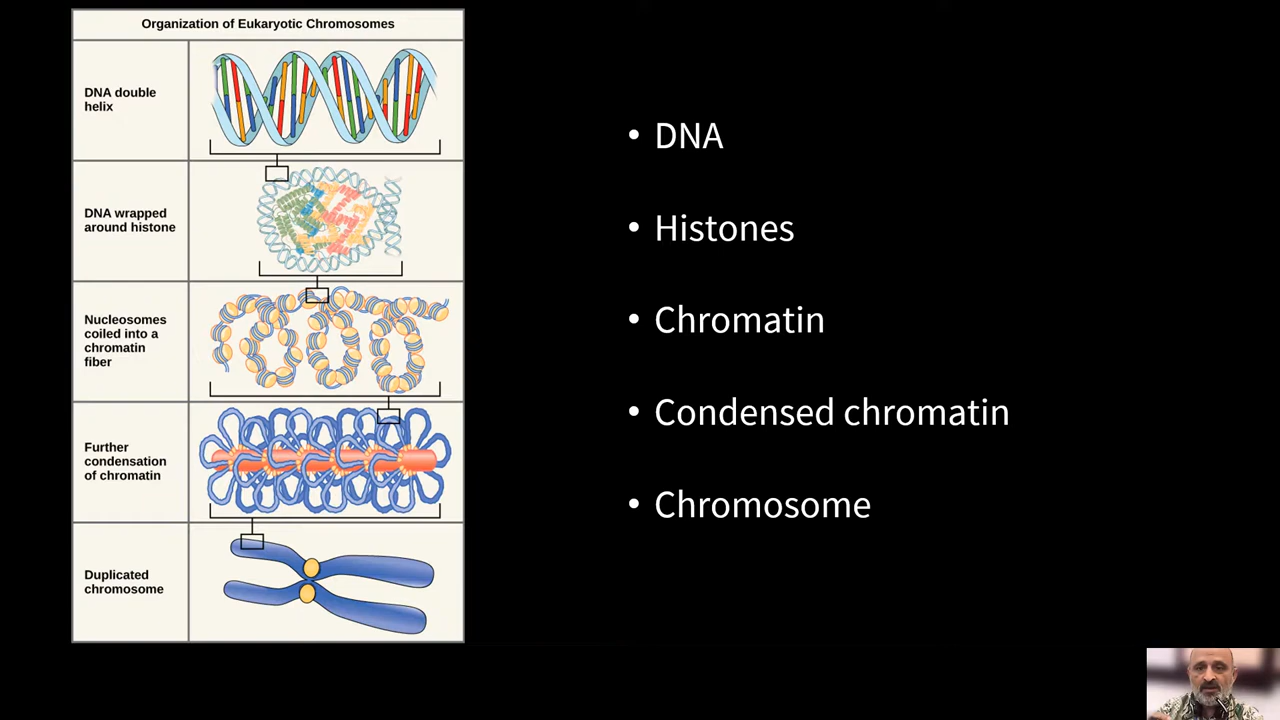 Organization of Eukaryotic Chromosomes
DNA double
helix
DNA wrapped
around histone
Nucleosomes
coiled into a
chromatin
fiber
Further
condensation
of chromatin
Duplicated
chromosome
• DNA
• Histones
• Chromatin
• Condensed chromatin
• Chromosome